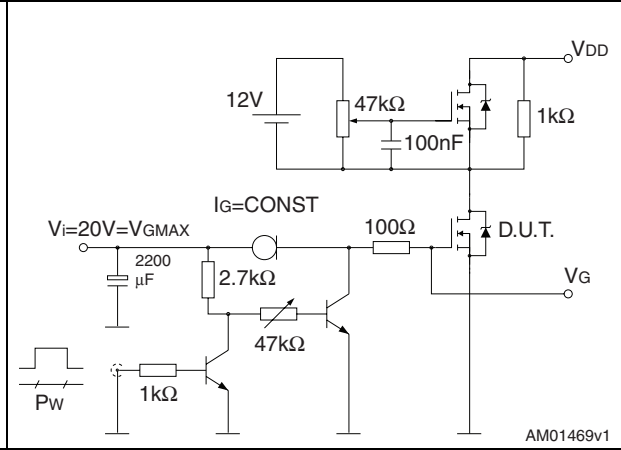 VDD
12V
47kΩ
1kΩ
100nF
IG=CONST
Vi=20V=VGMAX
100Ω
D.U.T.
2200
μF
2.7kΩ
VG
47kΩ
1kΩ
PW
AM01469v1